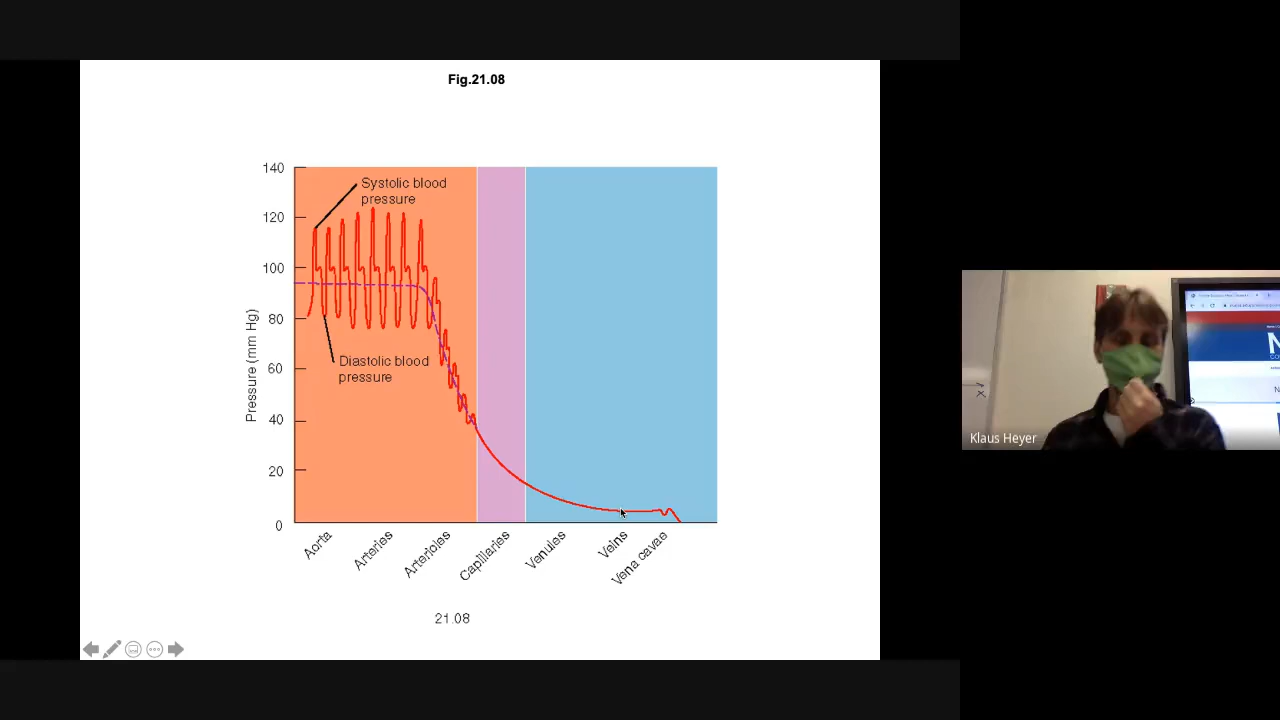 Fig.21.08
140
120
100
80
60
40
20
0
Pressure (mm Hg)
Systolic blood
pressure
Diastolic blood
pressure
Aorta
Arteries
Arterioles
Capillaries
Venules
Veins
Vena cavae
21.08
Klaus Heyer